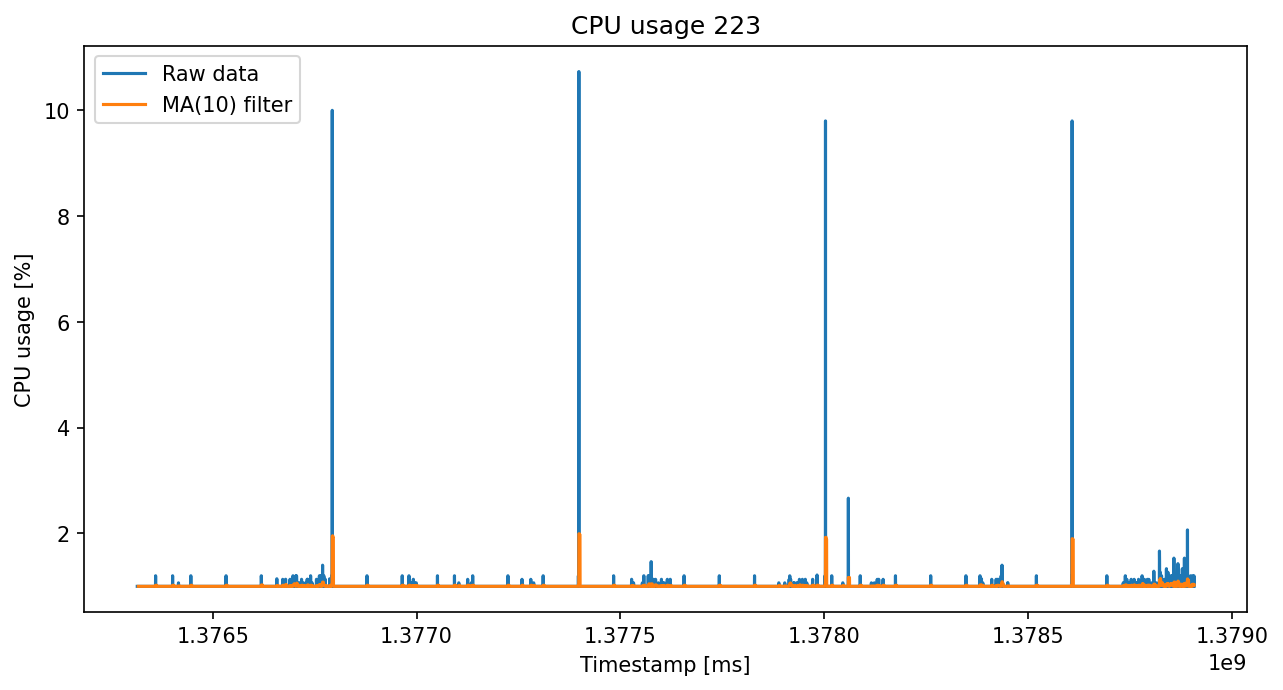 CPU usage 223
Raw data
MA(10) filter
CPU usage [%]
10
8
6
4
2
1.3765
1.3770
1.3775
1.3780
1.3785
1.3790
1e9
Timestamp [ms]